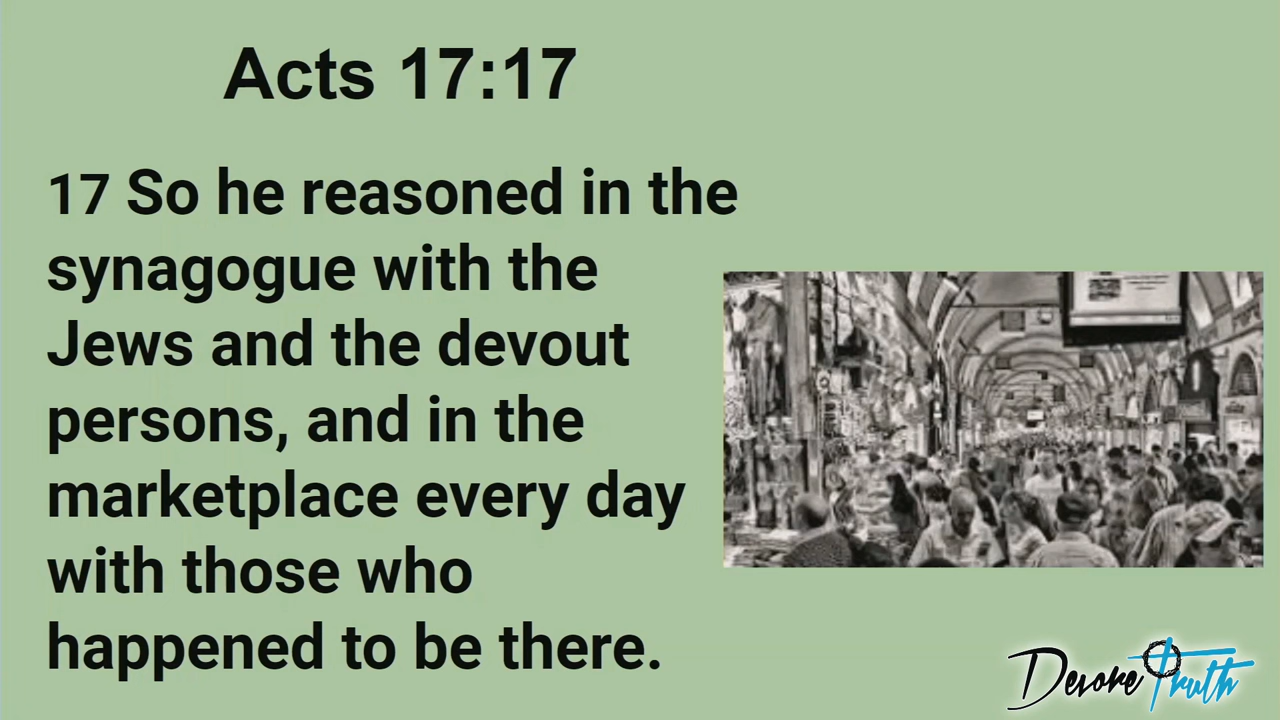 Acts 17:17
17 So he reasoned in the
synagogue with the
Jews and the devout
persons, and in the
marketplace every day
with those who
happened to be there.
Devore Truth